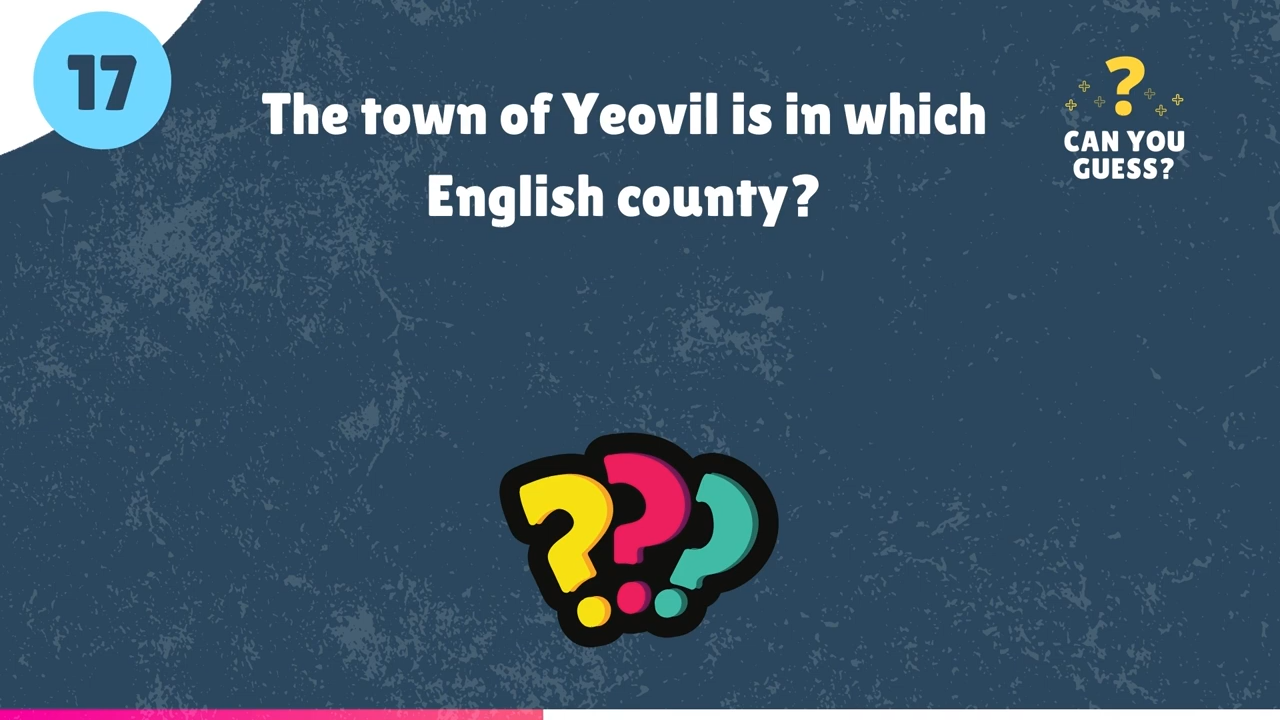 17
The town of Yeovil is in which
English county?
?
CAN YOU
GUESS?
???